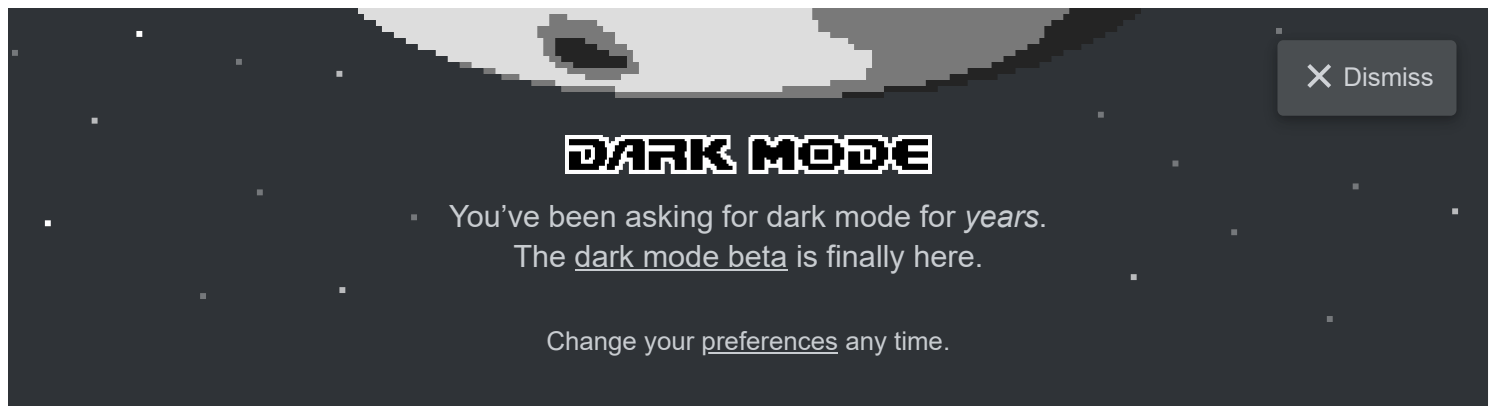 Dismiss
DARK MODE
You’ve been asking for dark mode for years.
The dark mode beta is finally here.
Change your preferences any time.